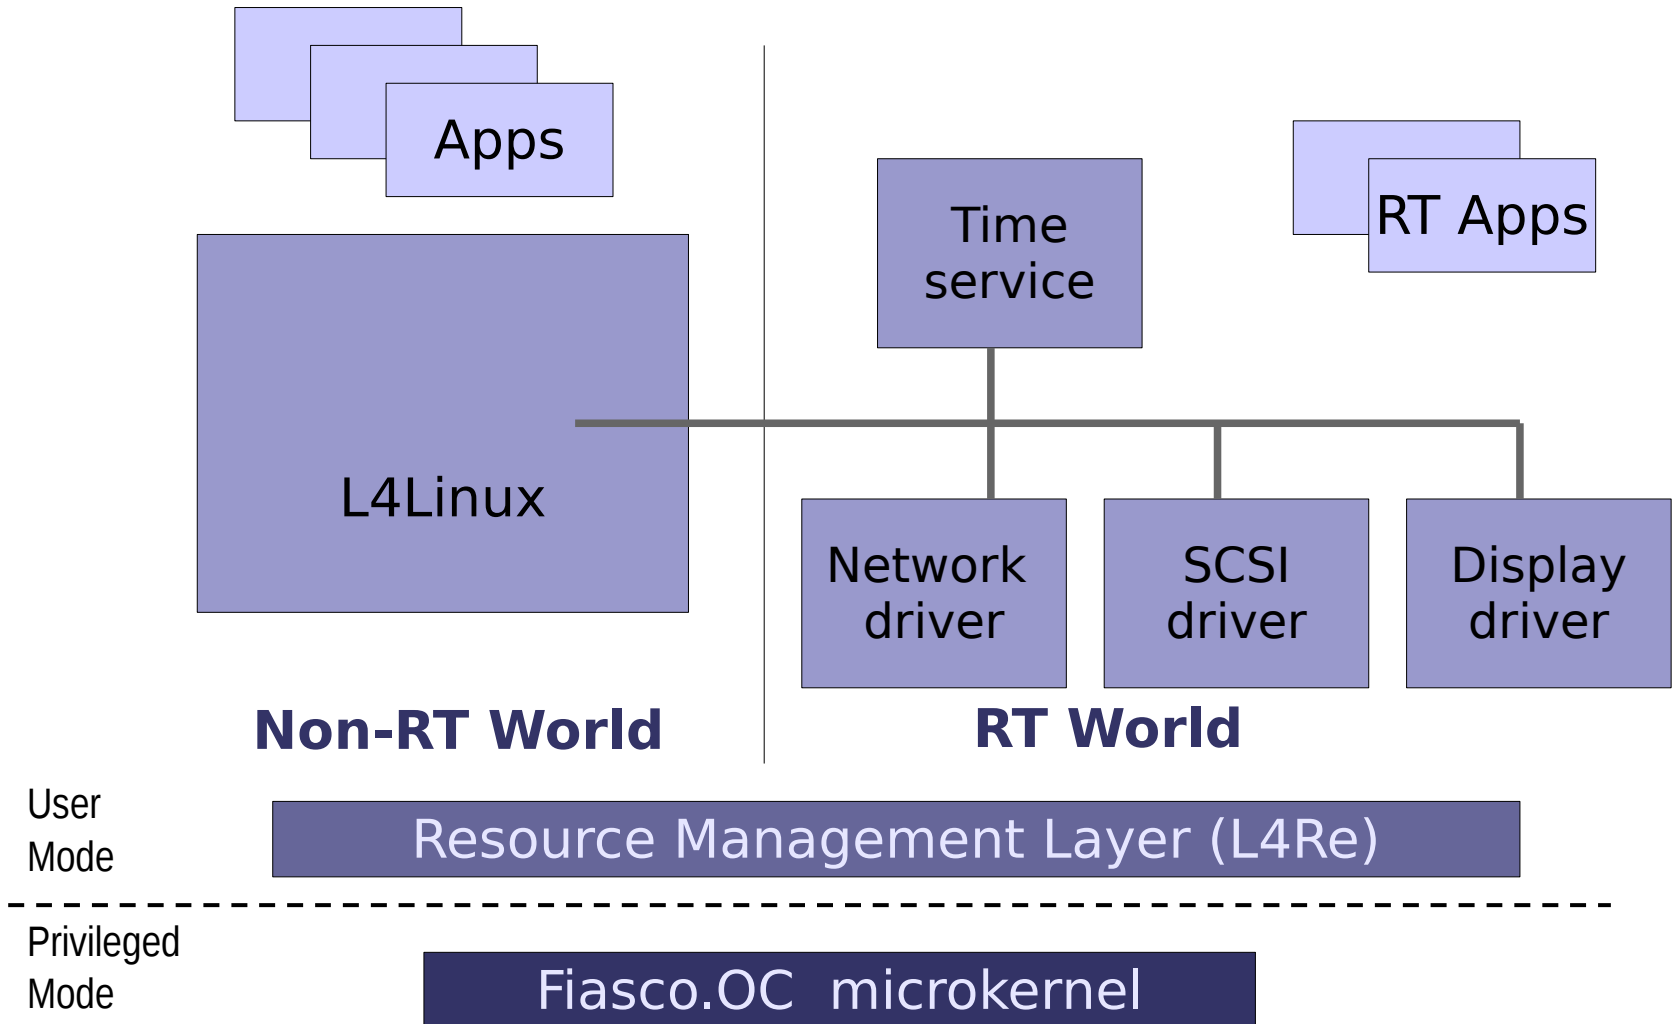 Apps
RT Apps
Time
service
L4Linux
Network
driver
SCSI
driver
Display
driver
Non-RT World
RT World
User
Mode
Resource Management Layer (L4Re)
Privileged
Mode
Fiasco.OC microkernel